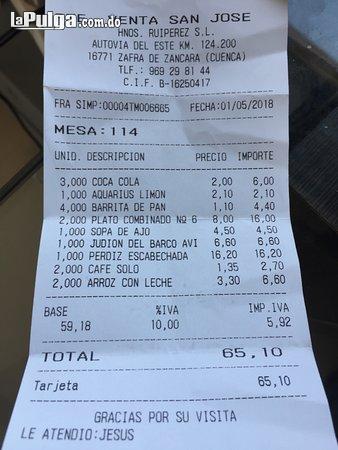 laPulga.com.do
VENTA SAN JOSE
HNOS. RUIPEREZ S.L.
AUTOVIA DEL ESTE KM. 124.200
16771 ZAFRA DE ZANCARA (CUENCA)
TLF.: 969 29 81 44
C.I.F. B-16250417
FRA SIMP:00004TM006665 FECHA:01/05/2018
MESA:114
UNID. DESCRIPCION PRECIO IMPORTE
3,000 COCA COLA 2,00 6,00
1,000 AQUARIUS LIMON 2,10 2,10
4,000 BARRITA DE PAN 1,10 4,40
2,000 PLATO COMBINADO Nº 6 8,00 16,00
1,000 SOPA DE AJO 4,50 4,50
1,000 JUDION DEL BARCO AVI 6,60 6,60
1,000 PERDIZ ESCABECHADA 16,20 16,20
2,000 CAFE SOLO 1,35 2,70
2,000 ARROZ CON LECHE 3,30 6,60
BASE %IVA IMP.IVA
59,18 10,00 5,92
TOTAL 65,10
Tarjeta 65,10
GRACIAS POR SU VISITA
LE ATENDIO:JESUS